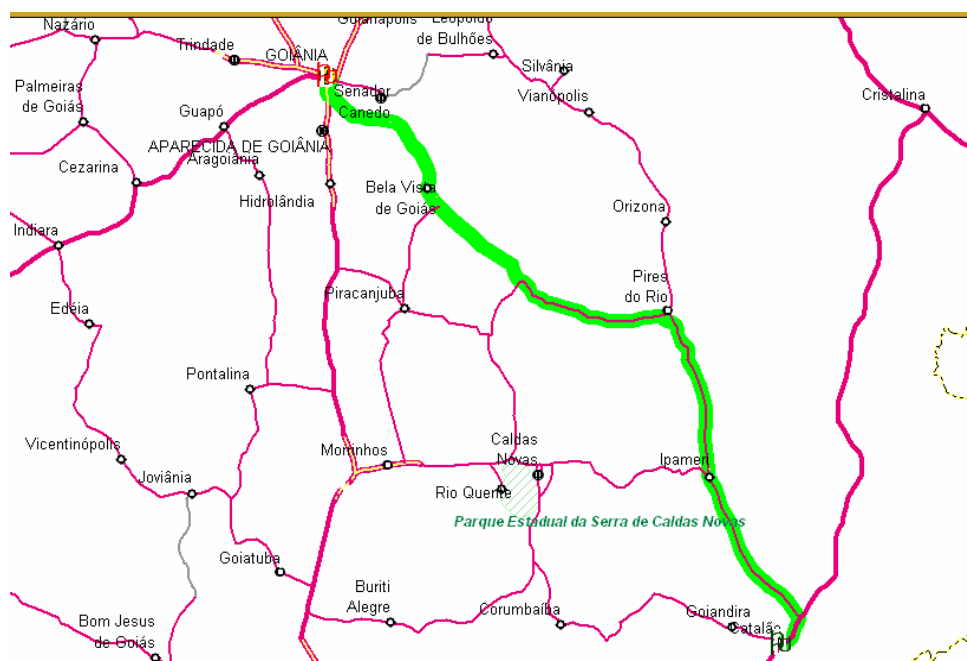 Goianápolis
Leopoldo
de Bulhões
Nazário
Trindade
GOIÂNIA
Silvânia
Palmeiras
de Goiás
Senador
Canedo
Vianópolis
Cristalina
Guapó
APARECIDA DE GOIÂNIA
Aragoiânia
Cezarina
Hidrolândia
Bela Vista
de Goiás
Orizona
Indiara
Pires
do Rio
Piracanjuba
Edéia
Pontalina
Vicentinópolis
Morrinhos
Caldas
Novas
Ipameri
Joviânia
Rio Quente
Parque Estadual da Serra de Caldas Novas
Goiatuba
Buriti
Alegre
Corumbaíba
Goiandira
Catalão
Bom Jesus
de Goiás